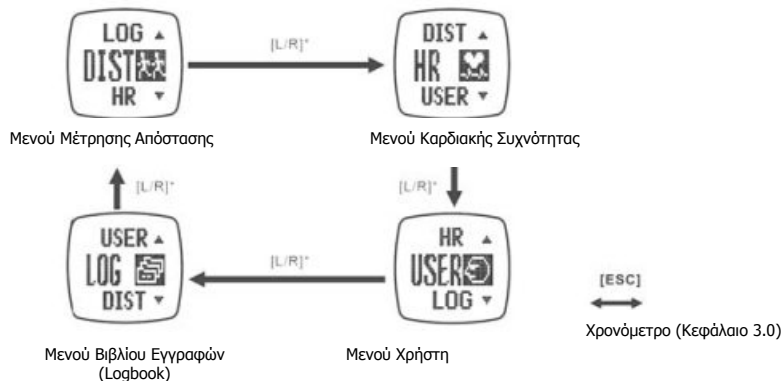 LOG ▲
DIST
HR ▼
[L/R]*
DIST ▲
HR
USER ▼
Μενού Μέτρησης Απόστασης
Μενού Καρδιακής Συχνότητας
[L/R]*
[L/R]*
USER ▲
LOG
DIST ▼
[L/R]*
HR ▲
USER
LOG ▼
[ESC]
Χρονόμετρο (Κεφάλαιο 3.0)
Μενού Βιβλίου Εγγραφών
(Logbook)
Μενού Χρήστη